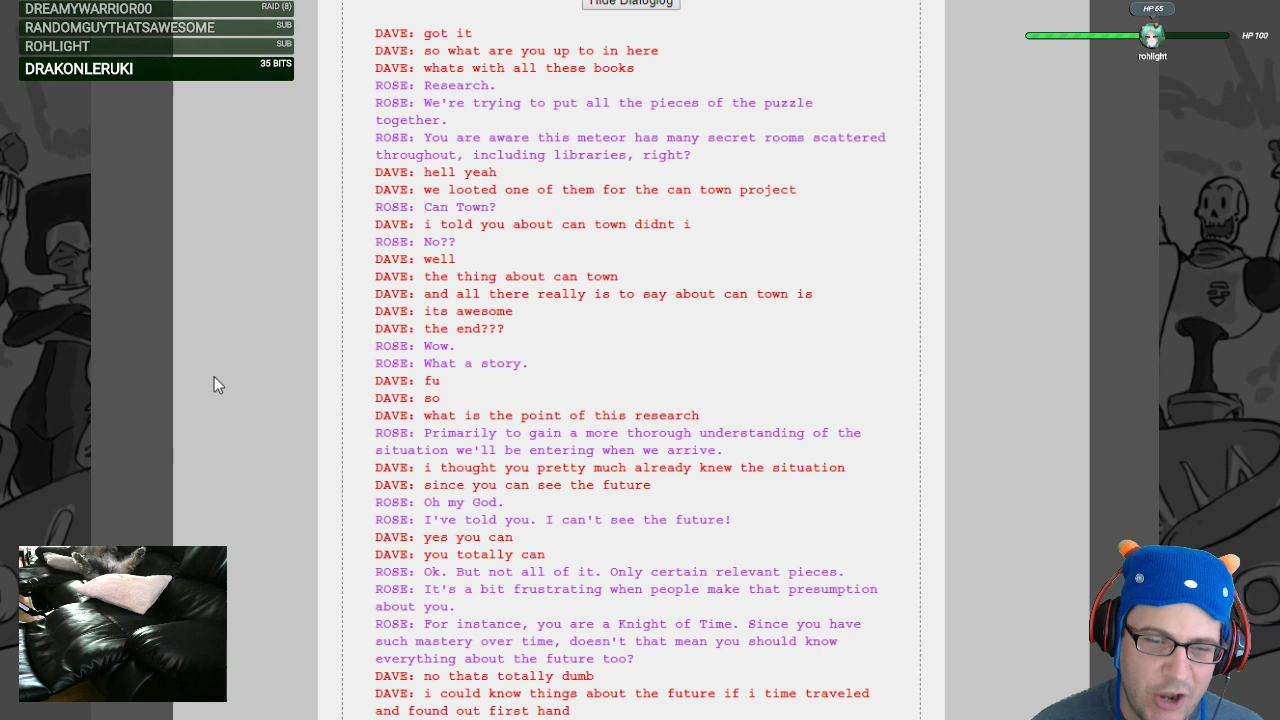 DREAMYWARRIOR00 RAID (8)
RANDOMGUYTHATSAWESOME SUB
ROHLIGHT SUB
DRAKONLERUKI 35 BITS
HP 65
HP 100
rohlight
Hide Dialoglog
DAVE: got it
DAVE: so what are you up to in here
DAVE: whats with all these books
ROSE: Research.
ROSE: We're trying to put all the pieces of the puzzle
together.
ROSE: You are aware this meteor has many secret rooms scattered
throughout, including libraries, right?
DAVE: hell yeah
DAVE: we looted one of them for the can town project
ROSE: Can Town?
DAVE: i told you about can town didnt i
ROSE: No??
DAVE: well
DAVE: the thing about can town
DAVE: and all there really is to say about can town is
DAVE: its awesome
DAVE: the end???
ROSE: Wow.
ROSE: What a story.
DAVE: fu
DAVE: so
DAVE: what is the point of this research
ROSE: Primarily to gain a more thorough understanding of the
situation we'll be entering when we arrive.
DAVE: i thought you pretty much already knew the situation
DAVE: since you can see the future
ROSE: Oh my God.
ROSE: I've told you. I can't see the future!
DAVE: yes you can
DAVE: you totally can
ROSE: Ok. But not all of it. Only certain relevant pieces.
ROSE: It's a bit frustrating when people make that presumption
about you.
ROSE: For instance, you are a Knight of Time. Since you have
such mastery over time, doesn't that mean you should know
everything about the future too?
DAVE: no thats totally dumb
DAVE: i could know things about the future if i time traveled
and found out first hand